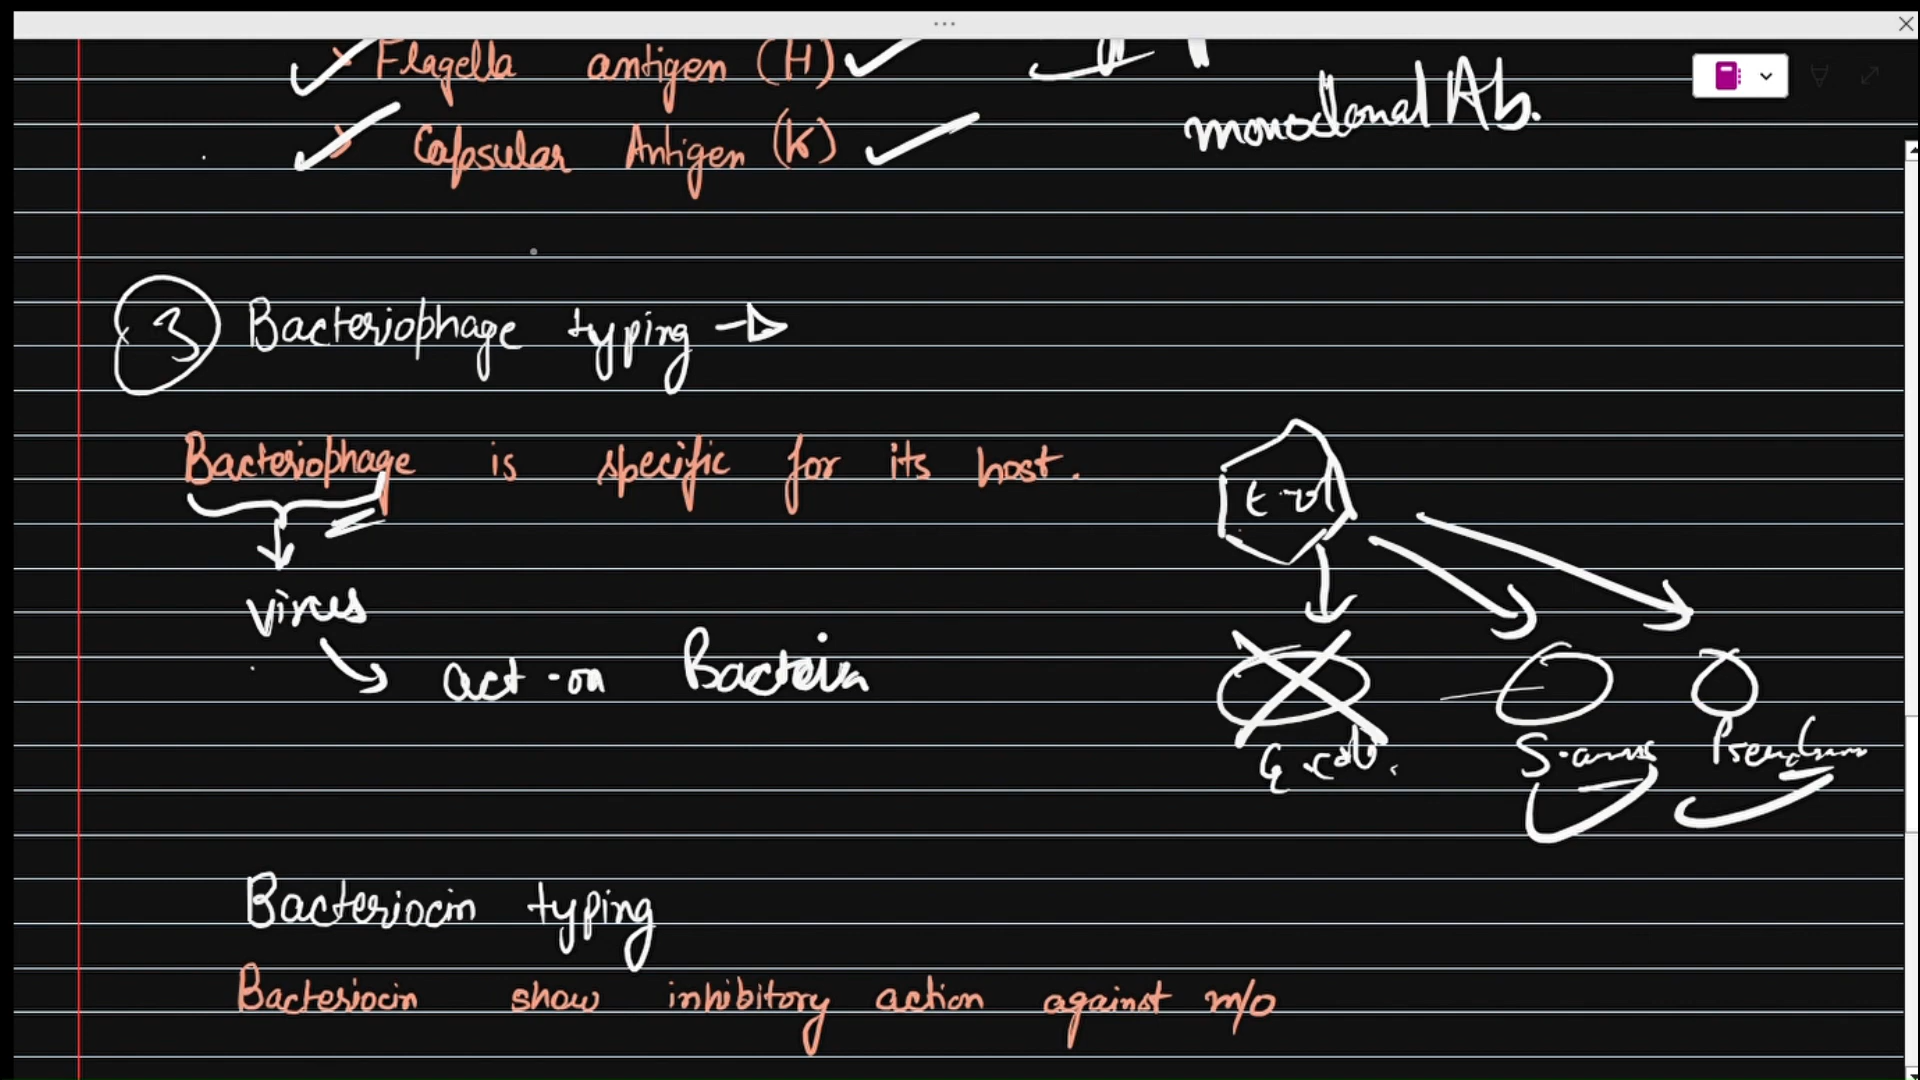 Flagella antigen (H)
monoclonal Ab.
Capsular Antigen (K)
3 Bacteriophage typing →
Bacteriophage is specific for its host.
virus
act-on Bacteria
E. coli.
S. aureus
Bacteriocin typing
Bacteriocin show inhibitory action against m/o